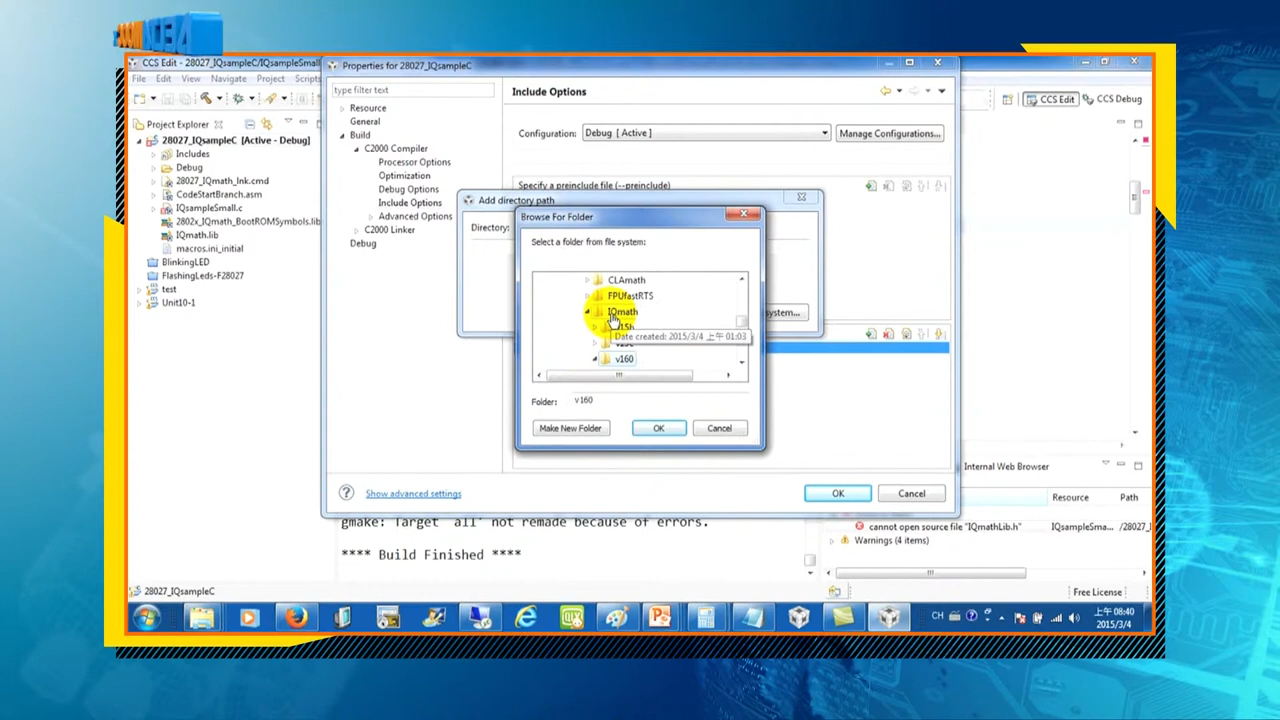 CCS Edit - 28027_IQsampleC/IQsampleSmall
Properties for 28027_IQsampleC
File Edit View Navigate Project Scripts
type filter text
Include Options
Resource
General
Build
C2000 Compiler
Processor Options
Optimization
Debug Options
Include Options
Advanced Options
C2000 Linker
Debug
Configuration:
Debug [ Active ]
Manage Configurations...
CCS Edit
CCS Debug
Project Explorer
28027_IQsampleC [Active - Debug]
Includes
Debug
28027_IQmath_lnk.cmd
CodeStartBranch.asm
IQsampleSmall.c
2802x_IQmath_BootROMSymbols.lib
IQmath.lib
macros.ini_initial
BlinkingLED
FlashingLeds-F28027
test
Unit10-1
Specify a preinclude file (--preinclude)
Add directory path
Directory:
Browse For Folder
Select a folder from file system:
CLAmath
FPUfastRTS
IQmath
Date created: 2015/3/4 上午 01:03
v160
system...
Folder:
v160
Make New Folder
OK
Cancel
Show advanced settings
OK
Cancel
Internal Web Browser
Resource
Path
gmake: Target all' not remade because of errors.
**** Build Finished ****
cannot open source file "IQmathLib.h"
IQsampleSma...
Warnings (4 items)
28027_IQsampleC
Free License
CH
上午 08:40
2015/3/4